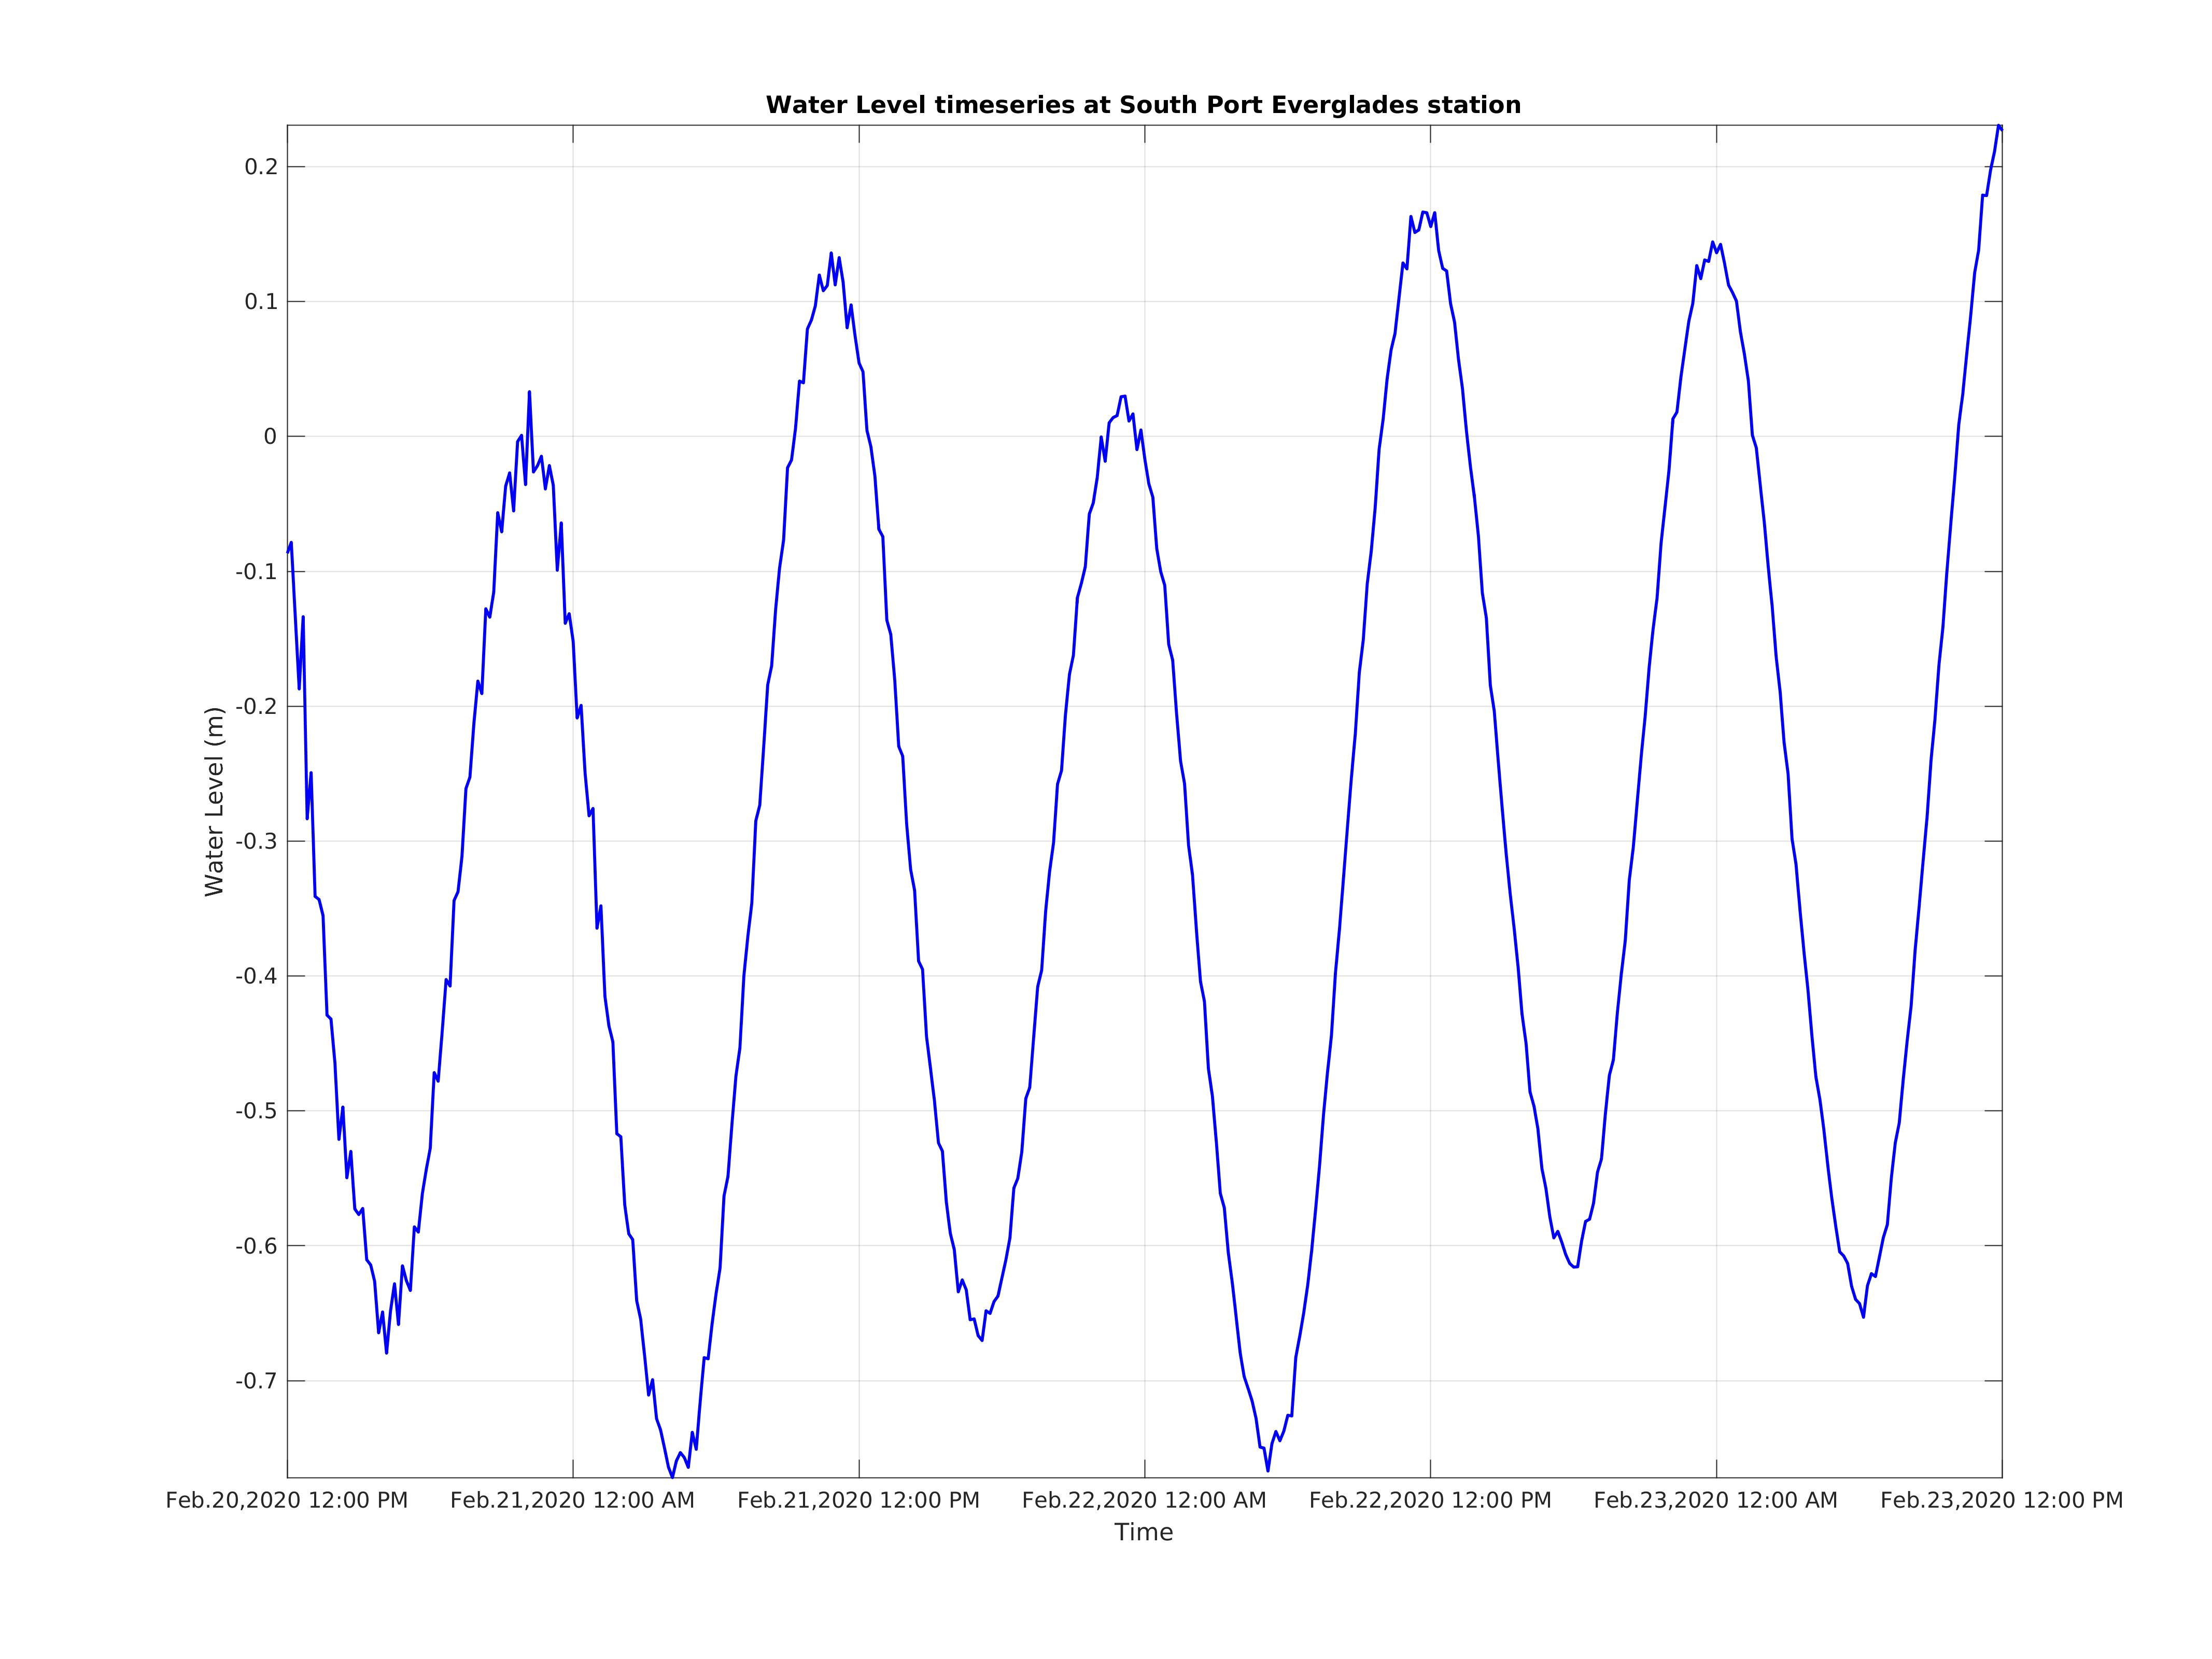 Water Level timeseries at South Port Everglades station
0.2
0.1
0
-0.1
-0.2
-0.3
-0.4
-0.5
-0.6
-0.7
Water Level (m)
Feb.20,2020 12:00 PM
Feb.21,2020 12:00 AM
Feb.21,2020 12:00 PM
Feb.22,2020 12:00 AM
Feb.22,2020 12:00 PM
Feb.23,2020 12:00 AM
Feb.23,2020 12:00 PM
Time